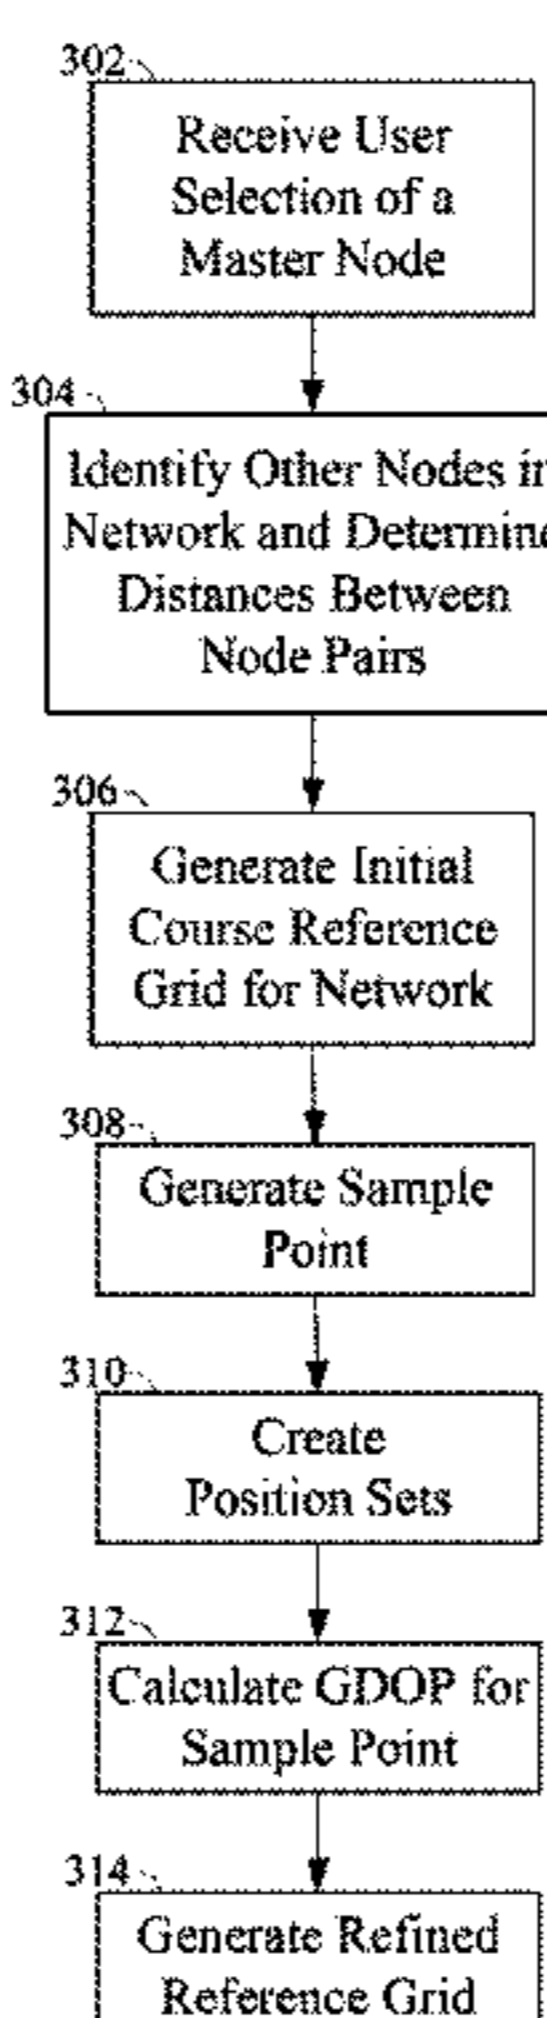 302
Receive User
Selection of a
Master Node
304
Identify Other Nodes in
Network and Determine
Distances Between
Node Pairs
306
Generate Initial
Course Reference
Grid for Network
308
Generate Sample
Point
310
Create
Position Sets
312
Calculate GDOP for
Sample Point
314
Generate Refined
Reference Grid